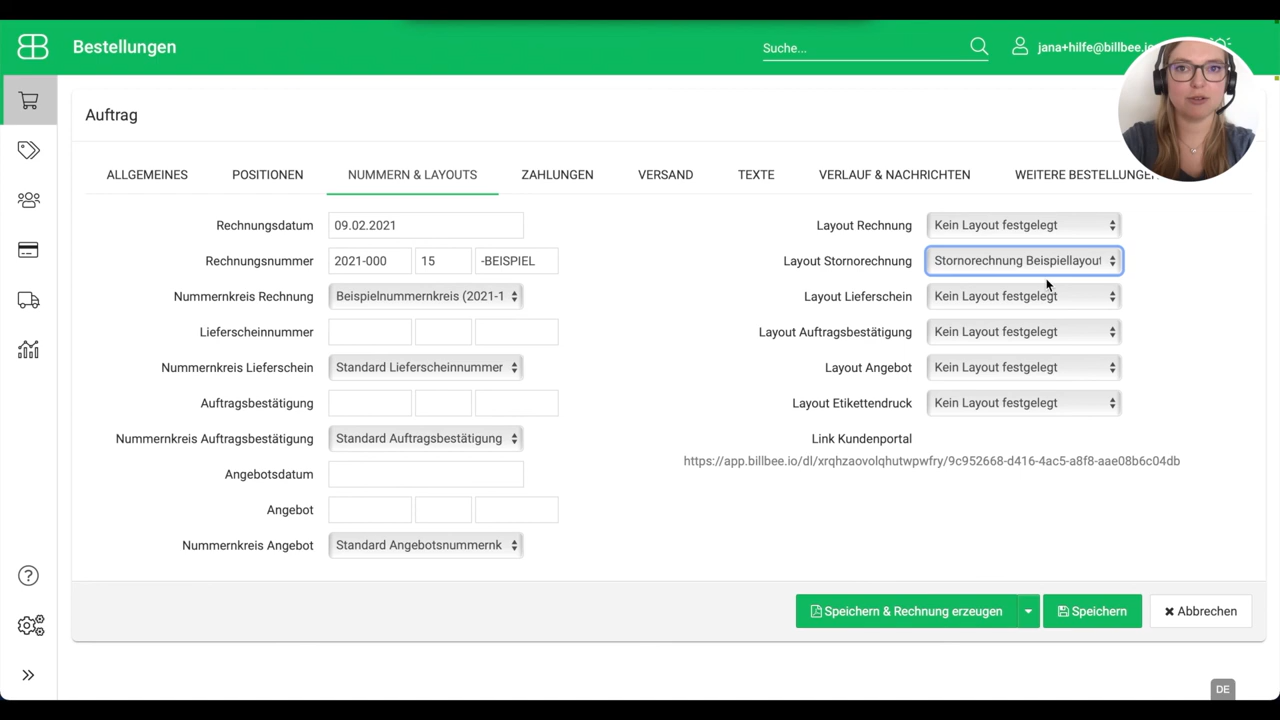 Bestellungen
Suche...
jana+hilfe@billbee.io
Auftrag
ALLGEMEINES
POSITIONEN
NUMMERN & LAYOUTS
ZAHLUNGEN
VERSAND
TEXTE
VERLAUF & NACHRICHTEN
WEITERE BESTELLUNGEN
Rechnungsdatum 09.02.2021
Rechnungsnummer 2021-000 15 -BEISPIEL
Nummernkreis Rechnung Beispielnummernkreis (2021-1
Lieferscheinnummer
Nummernkreis Lieferschein Standard Lieferscheinnummer
Auftragsbestätigung
Nummernkreis Auftragsbestätigung Standard Auftragsbestätigung
Angebotsdatum
Angebot
Nummernkreis Angebot Standard Angebotsnummernk
Layout Rechnung Kein Layout festgelegt
Layout Stornorechnung Stornorechnung Beispiellayout
Layout Lieferschein Kein Layout festgelegt
Layout Auftragsbestätigung Kein Layout festgelegt
Layout Angebot Kein Layout festgelegt
Layout Etikettendruck Kein Layout festgelegt
Link Kundenportal
https://app.billbee.io/dl/xrqhzaovolqhutwpwfry/9c952668-d416-4ac5-a8f8-aae08b6c04db
Speichern & Rechnung erzeugen
Speichern
Abbrechen
DE